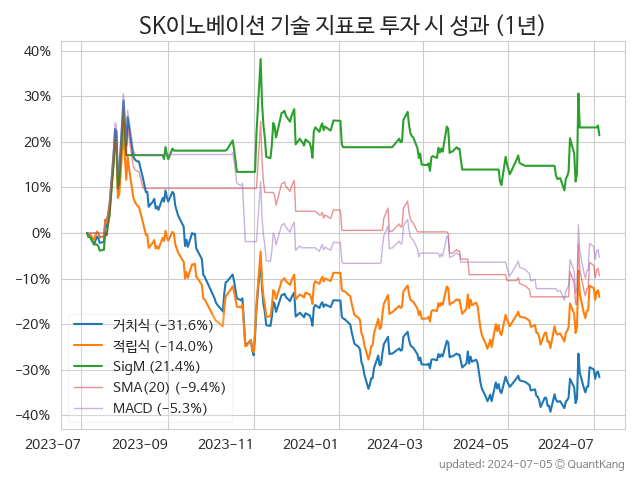 SK이노베이션 기술 지표로 투자 시 성과 (1년)
40%
30%
20%
10%
0%
−10%
−20%
−30%
−40%
거치식 (−31.6%)
적립식 (−14.0%)
SigM (21.4%)
SMA(20) (−9.4%)
MACD (−5.3%)
2023-07 2023-09 2023-11 2024-01 2024-03 2024-05 2024-07
updated: 2024-07-05 © QuantKang